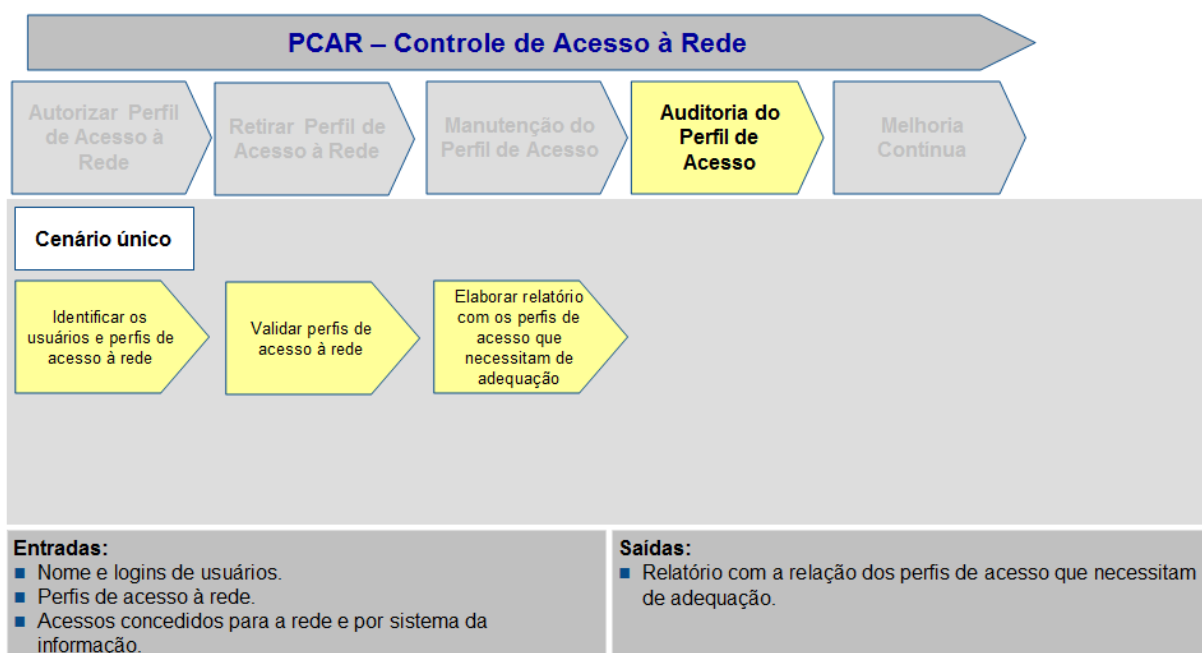 PCAR – Controle de Acesso à Rede
Autorizar Perfil
de Acesso à
Rede
Retirar Perfil de
Acesso à Rede
Manutenção do
Perfil de Acesso
Auditoria do
Perfil de
Acesso
Melhoria
Continua
Cenário único
Identificar os
usuários e perfis de
acesso à rede
Validar perfis de
acesso à rede
Elaborar relatório
com os perfis de
acesso que
necessitam de
adequação
Entradas:
■ Nome e logins de usuários.
■ Perfis de acesso à rede.
■ Acessos concedidos para a rede e por sistema da
informação.
Saídas:
■ Relatório com a relação dos perfis de acesso que necessitam
de adequação.